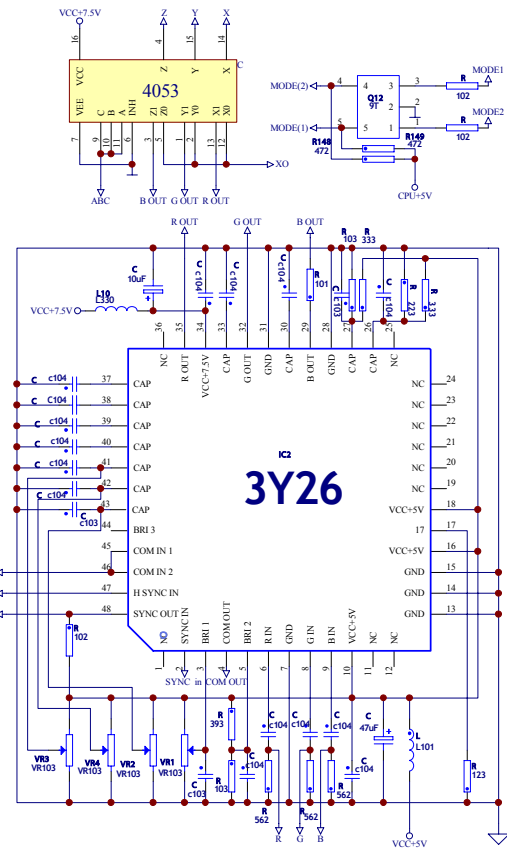 VCC+7.5V Z Y X
16 4 15 14
VCC Z Y X C
4053
VEE C B A INH Z1 Z0 Y1 Y0 X1 X0
7 9 10 11 6 3 5 1 2 13 12
XO
ABC B OUT G OUT R OUT
MODE(2) 4 4 3 3 R 102 MODE1
Q12
9T
2 2
MODE(1) 5 5 1 1 R 102 MODE2
R148 472 R149 472
CPU+5V
R OUT G OUT B OUT
C 10uF
C c104 C c104 C c104 R 101 R 103 R 333 C c103 C c104 R 223 R 333
L10
L330
VCC+7.5V
36 35 34 33 32 31 30 29 28 27 26 25
NC R OUT VCC+7.5V CAP G OUT GND CAP B OUT GND CAP CAP NC
C c104 37 CAP NC 24
C c104 38 CAP NC 23
C c104 39 CAP NC 22
C c104 40 CAP NC 21
C c104 41 CAP NC 20
C c104 42 CAP NC 19
C c103 43 CAP VCC+5V 18
44 BRI 3 17 17
45 COM IN 1 VCC+5V 16
46 COM IN 2 GND 15
47 H SYNC IN GND 14
48 SYNC OUT GND 13
IC2
3Y26
NC SYNC IN BRI 1 COM OUT BRI 2 R IN GND G IN B IN VCC+5V NC NC
1 2 3 4 5 6 7 8 9 10 11 12
R 102
SYNC in COM OUT
R 393
C c104 C c104 C c104
C 47uF
L L101
VR3 VR103
VR4 VR103
VR2 VR103
VR1 VR103
C c103
R 103
C c104
R 562
R 562
R 562
C c104
R 123
R G B
VCC+5V